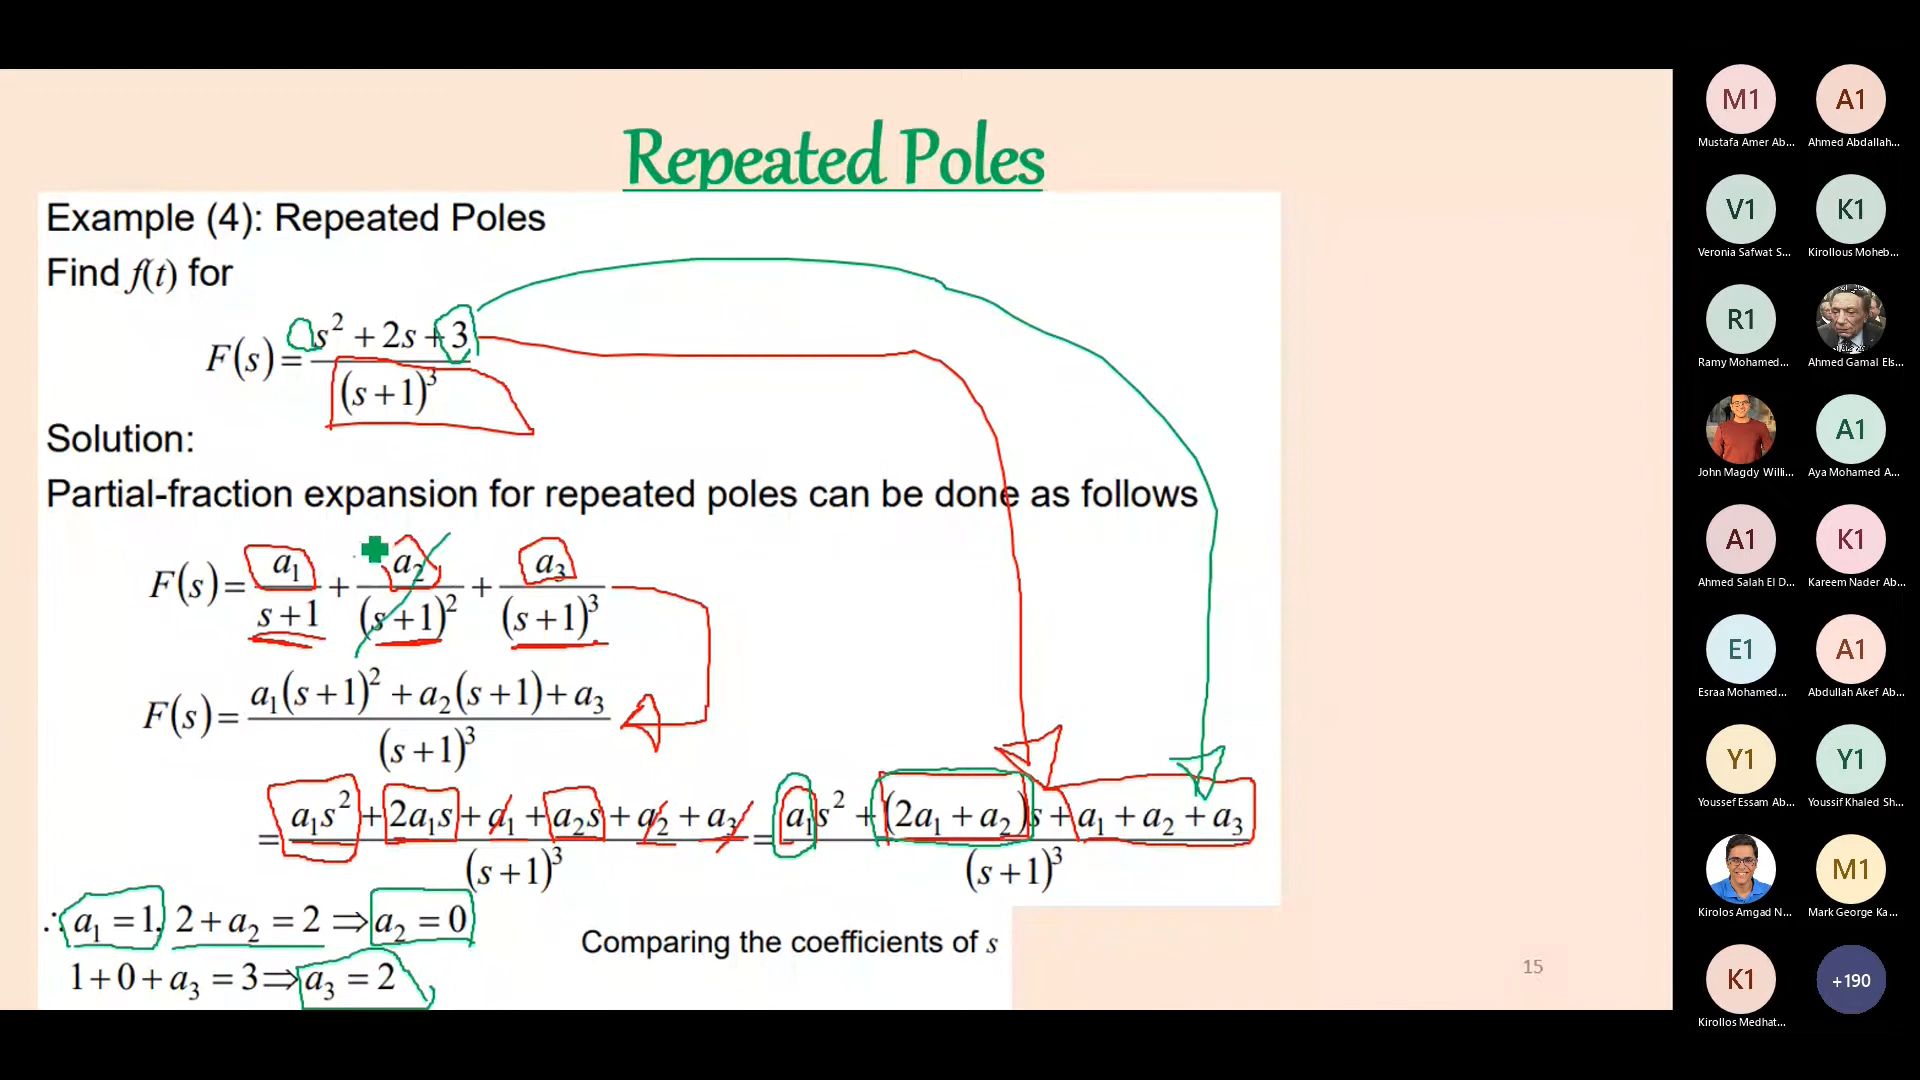 Repeated Poles
Example (4): Repeated Poles
Find f(t) for
F(s) = (s² + 2s + 3) / (s+1)³
Solution:
Partial-fraction expansion for repeated poles can be done as follows
F(s) = a₁/(s+1) + a₂/(s+1)² + a₃/(s+1)³
F(s) = (a₁(s+1)² + a₂(s+1) + a₃) / (s+1)³
= (a₁s² + 2a₁s + a₁ + a₂s + a₂ + a₃) / (s+1)³ = (a₁s² + (2a₁ + a₂)s + a₁ + a₂ + a₃) / (s+1)³
∴ a₁ = 1, 2 + a₂ = 2 ⇒ a₂ = 0
1 + 0 + a₃ = 3 ⇒ a₃ = 2
Comparing the coefficients of s
15
M1 A1
Mustafa Amer Ab... Ahmed Abdallah...
V1 K1
Veronia Safwat S... Kirollous Moheb...
R1
Ramy Mohamed... Ahmed Gamal Els...
A1
John Magdy Willi... Aya Mohamed A...
A1 K1
Ahmed Salah El D... Kareem Nader Ab...
E1 A1
Esraa Mohamed... Abdullah Akef Ab...
Y1 Y1
Youssef Essam Ab... Youssif Khaled Sh...
M1
Kirolos Amgad N... Mark George Ka...
K1 +190
Kirollos Medhat...